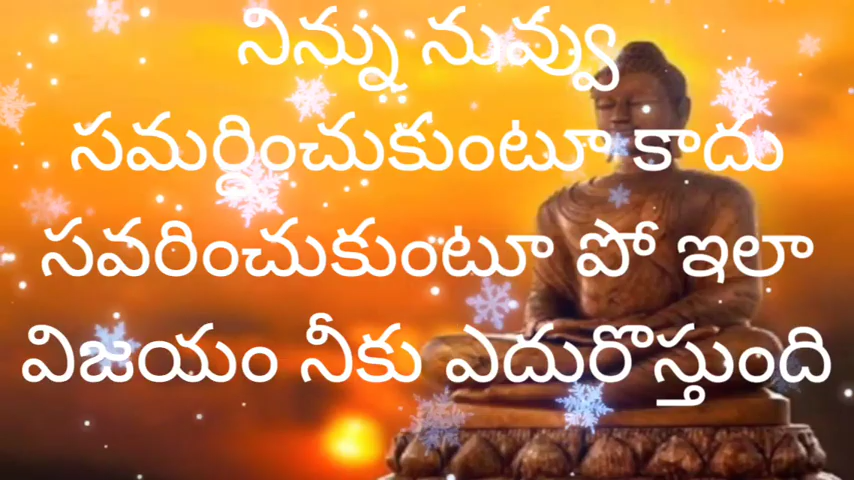 నిన్ను నువ్వు
సమర్ధించుకుంటూ కాదు
సవరించుకుంటూ పో ఇలా
విజయం నీకు ఎదురొస్తుంది